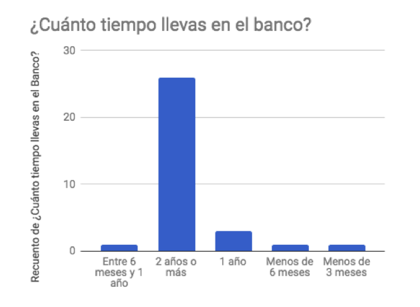 ¿Cuánto tiempo llevas en el banco?
Recuento de ¿Cuánto tiempo llevas en el Banco?
30
20
10
0
Entre 6
meses y 1
año
2 años o
más
1 año
Menos de
6 meses
Menos de
3 meses